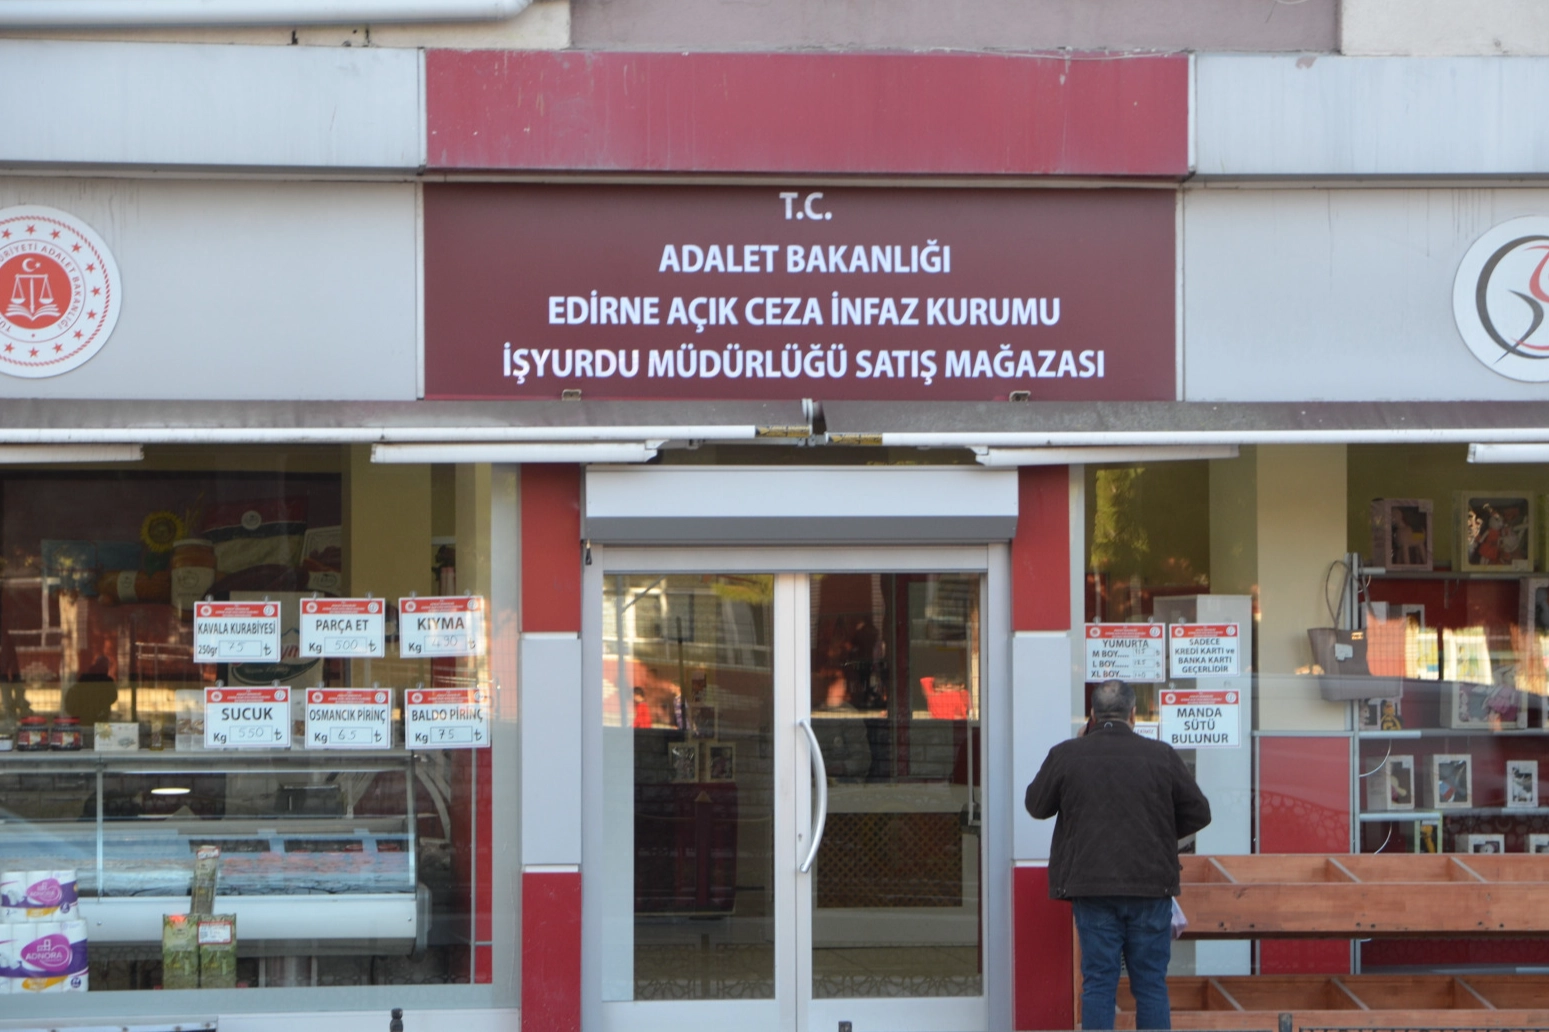 T.C.
ADALET BAKANLIĞI
EDİRNE AÇIK CEZA İNFAZ KURUMU
İŞYURDU MÜDÜRLÜĞÜ SATIŞ MAĞAZASI
KAVALA KURABİYESİ
250gr 75 ₺
PARÇA ET
Kg 500 ₺
KIYMA
Kg 490 ₺
SUCUK
Kg 550 ₺
OSMANCIK PİRİNÇ
Kg 65 ₺
BALDO PİRİNÇ
Kg 75 ₺
YUMURTA
M BOY
L BOY
XL BOY
SADECE
KREDİ KARTI ve
BANKA KARTI
GEÇERLİDİR
MANDA
SÜTÜ
BULUNUR
ADNORA